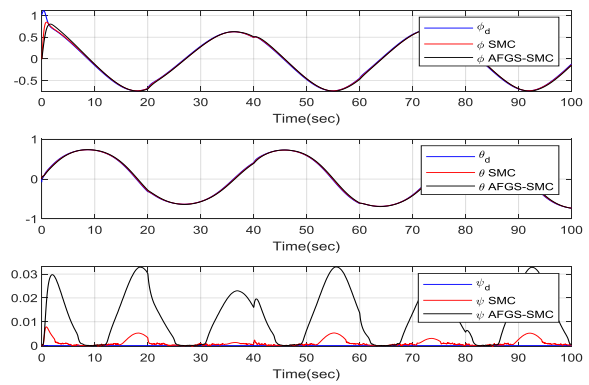 1
0.5
0
-0.5
ϕd
ϕ SMC
ϕ AFGS-SMC
0 10 20 30 40 50 60 70 80 90 100
Time(sec)
1
0
-1
θd
θ SMC
θ AFGS-SMC
0 10 20 30 40 50 60 70 80 90 100
Time(sec)
0.03
0.02
0.01
0
ψd
ψ SMC
ψ AFGS-SMC
0 10 20 30 40 50 60 70 80 90 100
Time(sec)